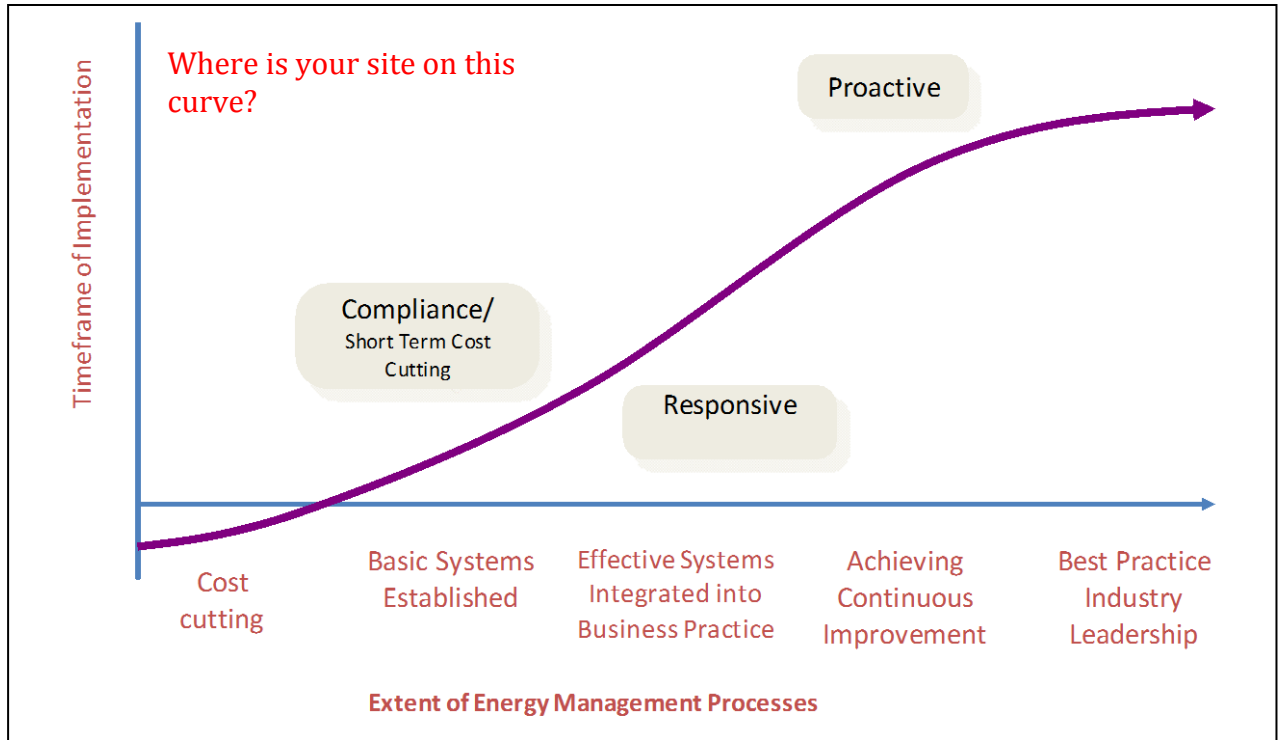 Where is your site on this
curve?
Proactive
Timeframe of Implementation
Compliance/
Short Term Cost
Cutting
Responsive
Cost
cutting
Basic Systems
Established
Effective Systems
Integrated into
Business Practice
Achieving
Continuous
Improvement
Best Practice
Industry
Leadership
Extent of Energy Management Processes